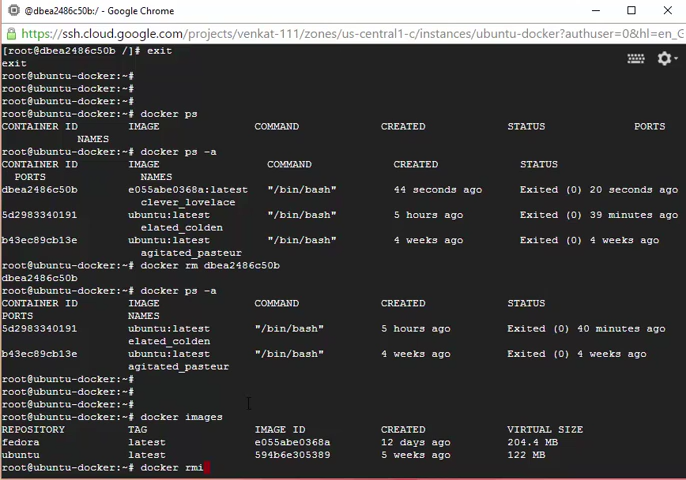 @dbea2486c50b:/ - Google Chrome
https://ssh.cloud.google.com/projects/venkat-111/zones/us-central1-c/instances/ubuntu-docker?authuser=0&hl=en_G
[root@dbea2486c50b /]# exit
exit
root@ubuntu-docker:~#
root@ubuntu-docker:~#
root@ubuntu-docker:~#
root@ubuntu-docker:~# docker ps
CONTAINER ID IMAGE COMMAND CREATED STATUS PORTS
NAMES
root@ubuntu-docker:~# docker ps -a
CONTAINER ID IMAGE COMMAND CREATED STATUS
PORTS NAMES
dbea2486c50b e055abe0368a:latest "/bin/bash" 44 seconds ago Exited (0) 20 seconds ago
clever_lovelace
5d2983340191 ubuntu:latest "/bin/bash" 5 hours ago Exited (0) 39 minutes ago
elated_colden
b43ec89cb13e ubuntu:latest "/bin/bash" 4 weeks ago Exited (0) 4 weeks ago
agitated_pasteur
root@ubuntu-docker:~# docker rm dbea2486c50b
dbea2486c50b
root@ubuntu-docker:~# docker ps -a
CONTAINER ID IMAGE COMMAND CREATED STATUS
PORTS NAMES
5d2983340191 ubuntu:latest "/bin/bash" 5 hours ago Exited (0) 40 minutes ago
elated_colden
b43ec89cb13e ubuntu:latest "/bin/bash" 4 weeks ago Exited (0) 4 weeks ago
agitated_pasteur
root@ubuntu-docker:~#
root@ubuntu-docker:~#
root@ubuntu-docker:~#
root@ubuntu-docker:~# docker images
REPOSITORY TAG IMAGE ID CREATED VIRTUAL SIZE
fedora latest e055abe0368a 12 days ago 204.4 MB
ubuntu latest 594b6e305389 5 weeks ago 122 MB
root@ubuntu-docker:~# docker rmi